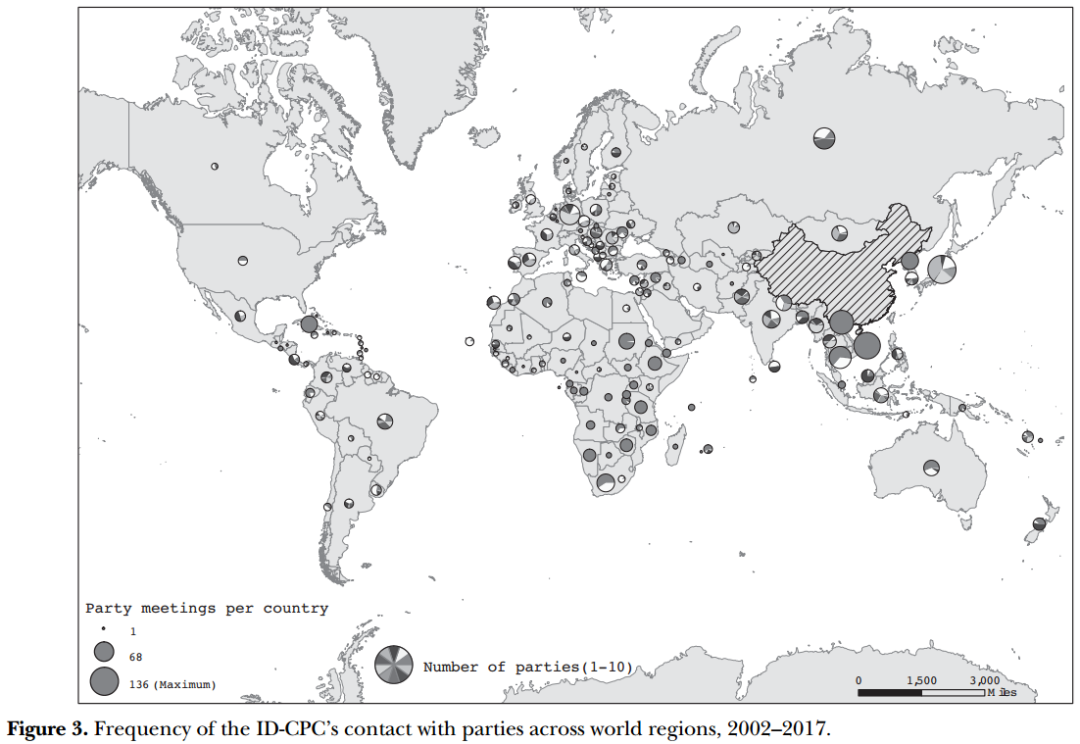 Party meetings per country
1
68
136 (Maximum)
Number of parties(1-10)
0 1,500 3,000
Miles
Figure 3. Frequency of the ID-CPC’s contact with parties across world regions, 2002–2017.